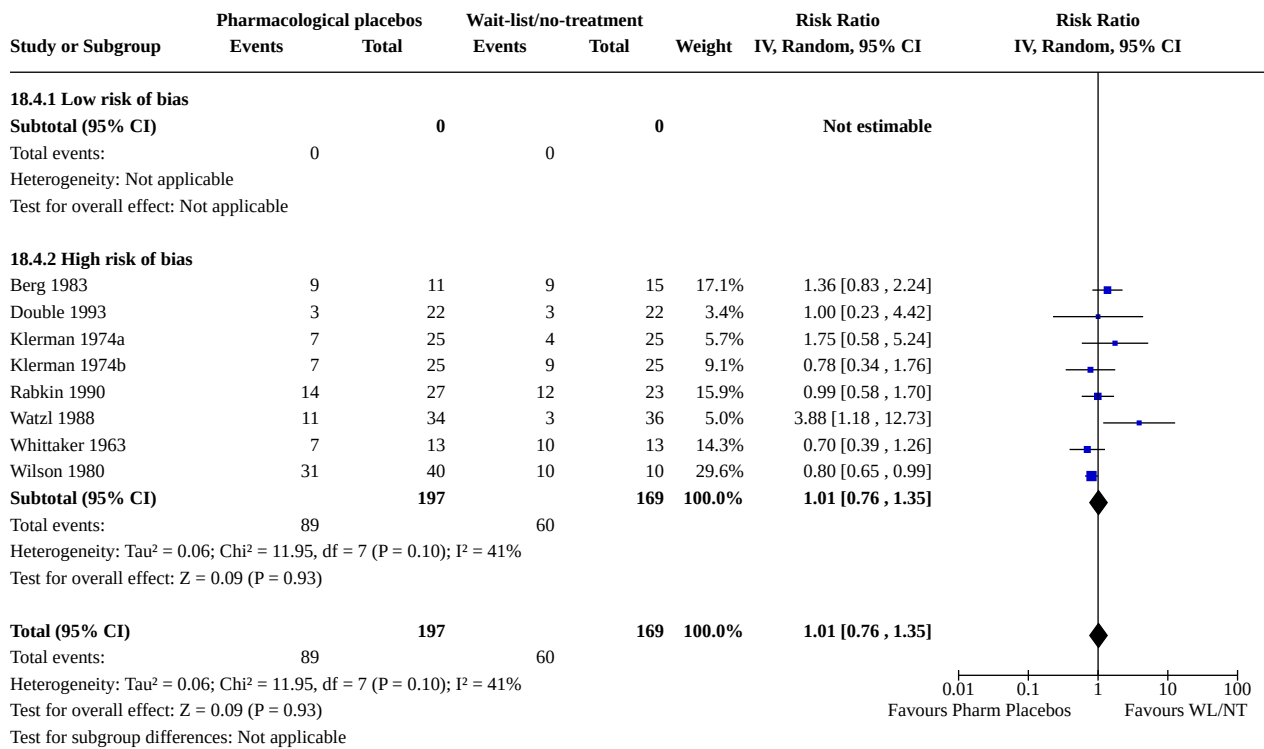 Pharmacological placebos Wait-list/no-treatment Risk Ratio Risk Ratio
Study or Subgroup Events Total Events Total Weight IV, Random, 95% CI IV, Random, 95% CI
18.4.1 Low risk of bias
Subtotal (95% CI) 0 0 Not estimable
Total events: 0 0
Heterogeneity: Not applicable
Test for overall effect: Not applicable
18.4.2 High risk of bias
Berg 1983 9 11 9 15 17.1% 1.36 [0.83 , 2.24]
Double 1993 3 22 3 22 3.4% 1.00 [0.23 , 4.42]
Klerman 1974a 7 25 4 25 5.7% 1.75 [0.58 , 5.24]
Klerman 1974b 7 25 9 25 9.1% 0.78 [0.34 , 1.76]
Rabkin 1990 14 27 12 23 15.9% 0.99 [0.58 , 1.70]
Watzl 1988 11 34 3 36 5.0% 3.88 [1.18 , 12.73]
Whittaker 1963 7 13 10 13 14.3% 0.70 [0.39 , 1.26]
Wilson 1980 31 40 10 10 29.6% 0.80 [0.65 , 0.99]
Subtotal (95% CI) 197 169 100.0% 1.01 [0.76 , 1.35]
Total events: 89 60
Heterogeneity: Tau² = 0.06; Chi² = 11.95, df = 7 (P = 0.10); I² = 41%
Test for overall effect: Z = 0.09 (P = 0.93)
Total (95% CI) 197 169 100.0% 1.01 [0.76 , 1.35]
Total events: 89 60
Heterogeneity: Tau² = 0.06; Chi² = 11.95, df = 7 (P = 0.10); I² = 41%
0.01 0.1 1 10 100
Test for overall effect: Z = 0.09 (P = 0.93) Favours Pharm Placebos Favours WL/NT
Test for subgroup differences: Not applicable